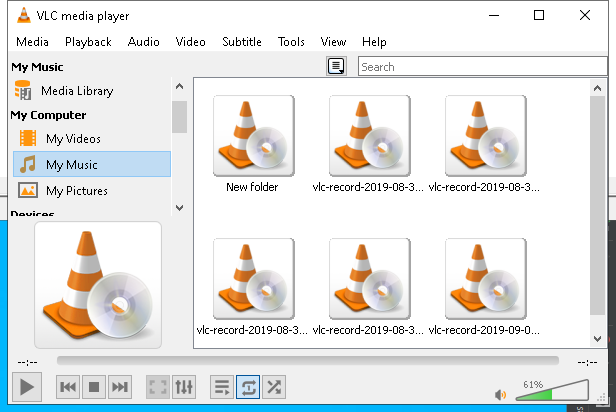 VLC media player
Media Playback Audio Video Subtitle Tools View Help
My Music
Search
Media Library
My Computer
My Videos
My Music
My Pictures
Devices
New folder vlc-record-2019-08-3... vlc-record-2019-08-3...
vlc-record-2019-08-3... vlc-record-2019-08-3... vlc-record-2019-09-0...
--:-- --:--
61%